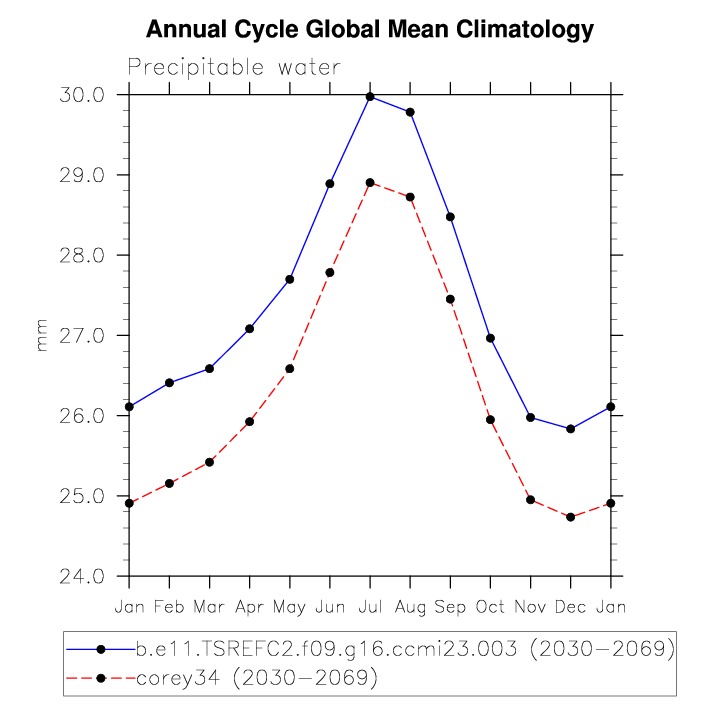 Annual Cycle Global Mean Climatology
Precipitable water
30.0
29.0
28.0
27.0
26.0
25.0
24.0
mm
Jan Feb Mar Apr May Jun Jul Aug Sep Oct Nov Dec Jan
b.e11.TSREFC2.f09.g16.ccmi23.003 (2030-2069)
corey34 (2030-2069)